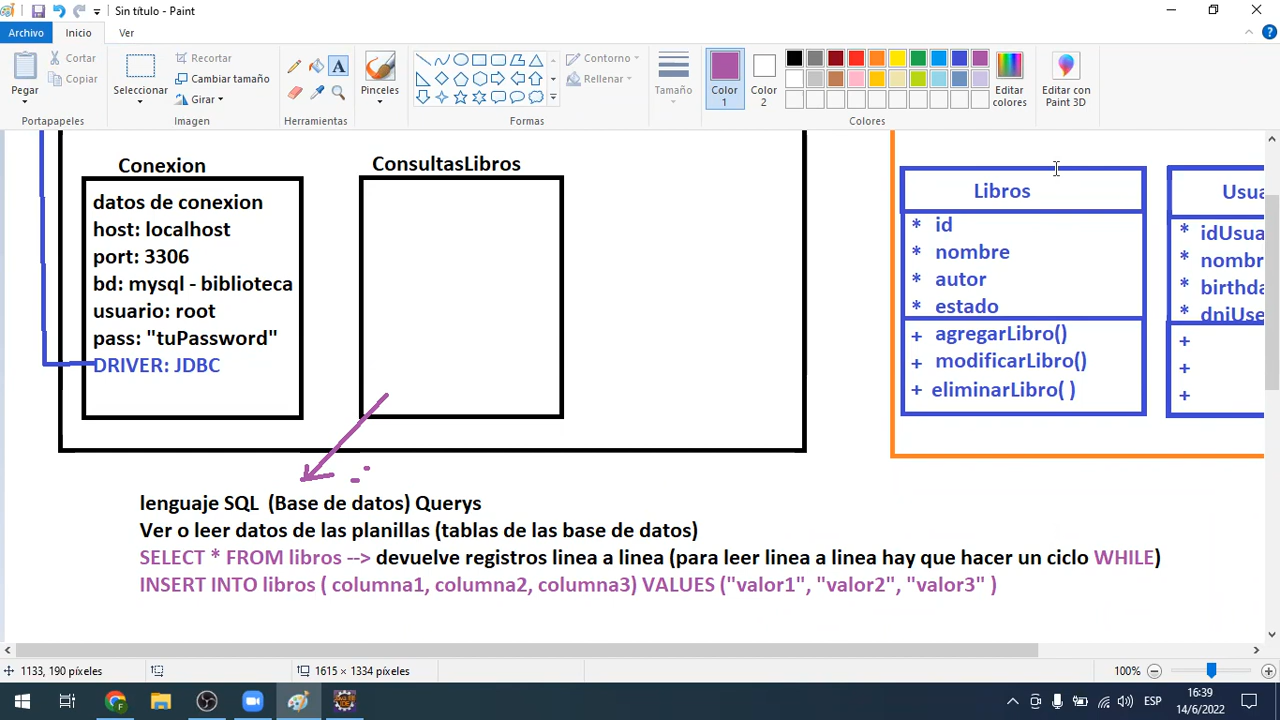 Sin título - Paint
Archivo
Inicio
Ver
Pegar
Cortar
Copiar
Portapapeles
Seleccionar
Recortar
Cambiar tamaño
Girar
Imagen
A
Herramientas
Pinceles
Contorno
Rellenar
Formas
Tamaño
Color 1
Color 2
Editar colores
Colores
Editar con Paint 3D
Conexion
datos de conexion
host: localhost
port: 3306
bd: mysql - biblioteca
usuario: root
pass: "tuPassword"
DRIVER: JDBC
ConsultasLibros
Libros
* id
* nombre
* autor
* estado
+ agregarLibro()
+ modificarLibro()
+ eliminarLibro( )
Usua
* idUsua
* nombr
* birthda
* dniUse
+
+
+
lenguaje SQL (Base de datos) Querys
Ver o leer datos de las planillas (tablas de las base de datos)
SELECT * FROM libros --> devuelve registros linea a linea (para leer linea a linea hay que hacer un ciclo WHILE)
INSERT INTO libros ( columna1, columna2, columna3) VALUES ("valor1", "valor2", "valor3" )
1133, 190 píxeles
1615 × 1334 píxeles
100%
ESP
16:39
14/6/2022